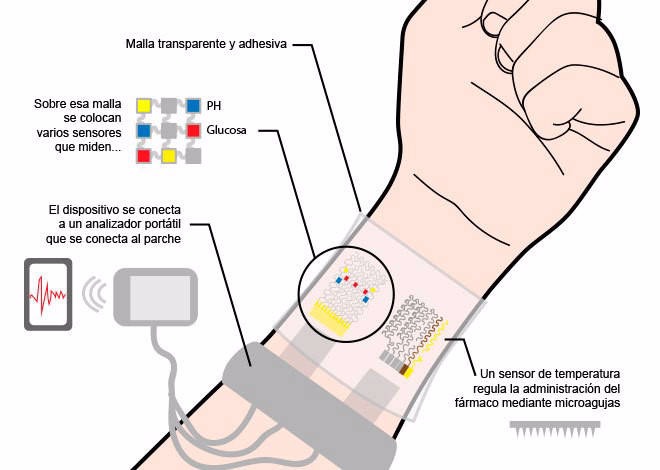 Malla transparente y adhesiva
Sobre esa malla
se colocan
varios sensores
que miden...
PH
Glucosa
El dispositivo se conecta
a un analizador portátil
que se conecta al parche
Un sensor de temperatura
regula la administración del
fármaco mediante microagujas